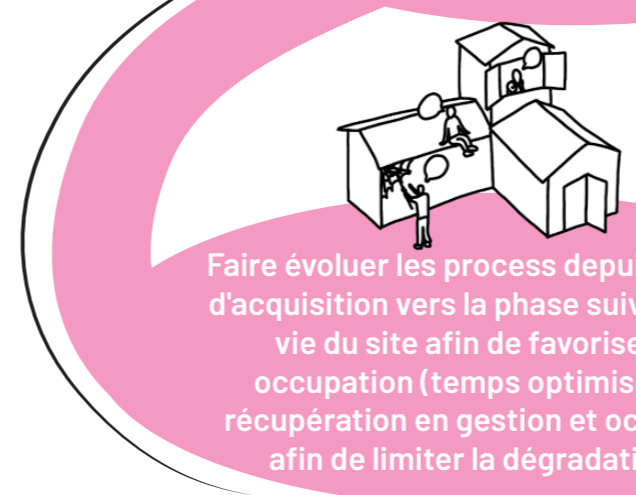 Faire évoluer les process depu
d'acquisition vers la phase suiv
vie du site afin de favorise
occupation (temps optimis
récupération en gestion et oc
afin de limiter la dégradati